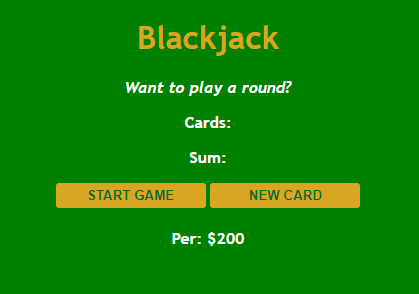 Blackjack
Want to play a round?
Cards:
Sum:
START GAME NEW CARD
Per: $200